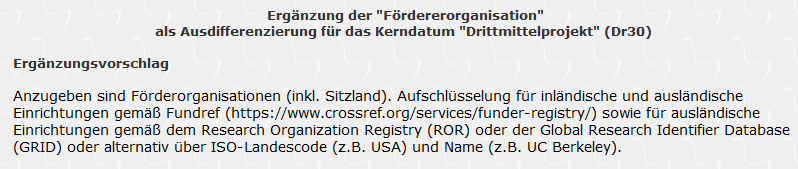 Ergänzung der "Fördererorganisation"
als Ausdifferenzierung für das Kerndatum "Drittmittelprojekt" (Dr30)
Ergänzungsvorschlag
Anzugeben sind Förderorganisationen (inkl. Sitzland). Aufschlüsselung für inländische und ausländische
Einrichtungen gemäß Fundref (https://www.crossref.org/services/funder-registry/) sowie für ausländische
Einrichtungen gemäß dem Research Organization Registry (ROR) oder der Global Research Identifier Database
(GRID) oder alternativ über ISO-Landescode (z.B. USA) und Name (z.B. UC Berkeley).